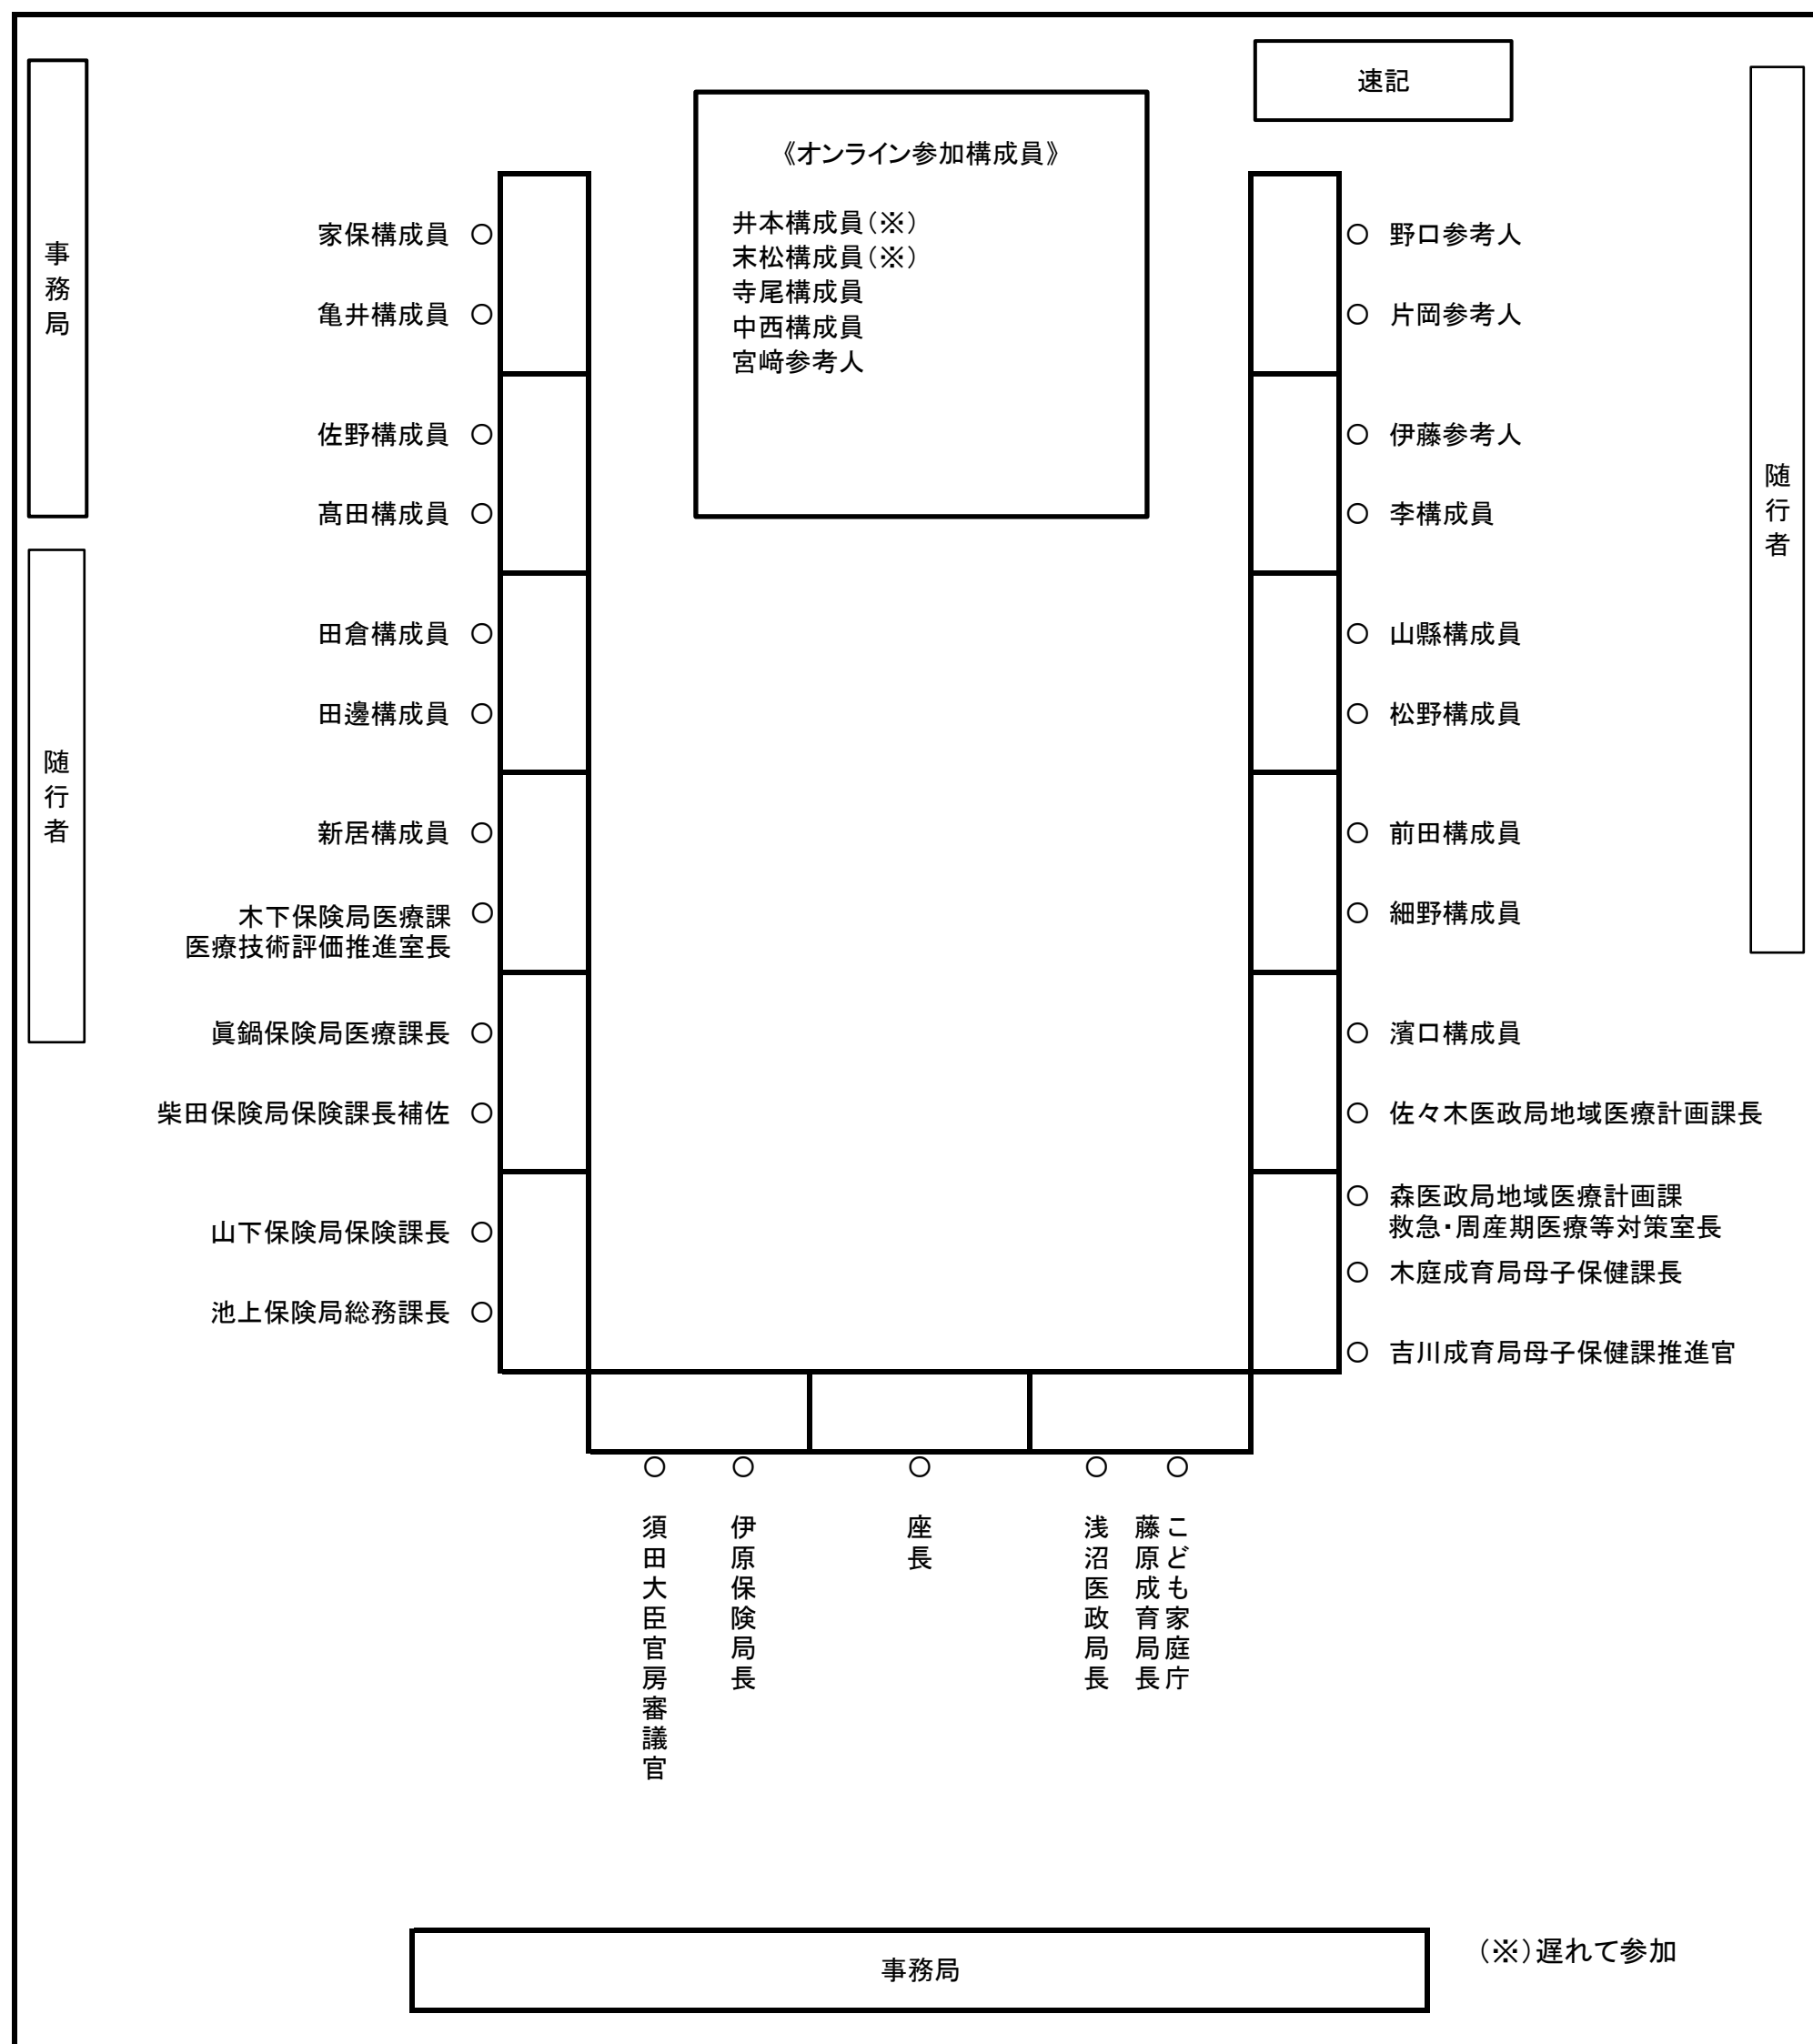 速記
《オンライン参加構成員》
井本構成員（※）
末松構成員（※）
寺尾構成員
中西構成員
宮﨑参考人
事務局
随行者
家保構成員 ○
亀井構成員 ○
佐野構成員 ○
髙田構成員 ○
田倉構成員 ○
田邊構成員 ○
新居構成員 ○
木下保険局医療課 ○
医療技術評価推進室長
眞鍋保険局医療課長 ○
柴田保険局保険課長補佐 ○
山下保険局保険課長 ○
池上保険局総務課長 ○
○ 野口参考人
○ 片岡参考人
○ 伊藤参考人
○ 李構成員
○ 山縣構成員
○ 松野構成員
○ 前田構成員
○ 細野構成員
○ 濱口構成員
○ 佐々木医政局地域医療計画課長
○ 森医政局地域医療計画課
救急・周産期医療等対策室長
○ 木庭成育局母子保健課長
○ 吉川成育局母子保健課推進官
随行者
○ 須田大臣官房審議官
○ 伊原保険局長
○ 座長
○ 浅沼医政局長
○ こども家庭庁
藤原成育局長
事務局
（※）遅れて参加